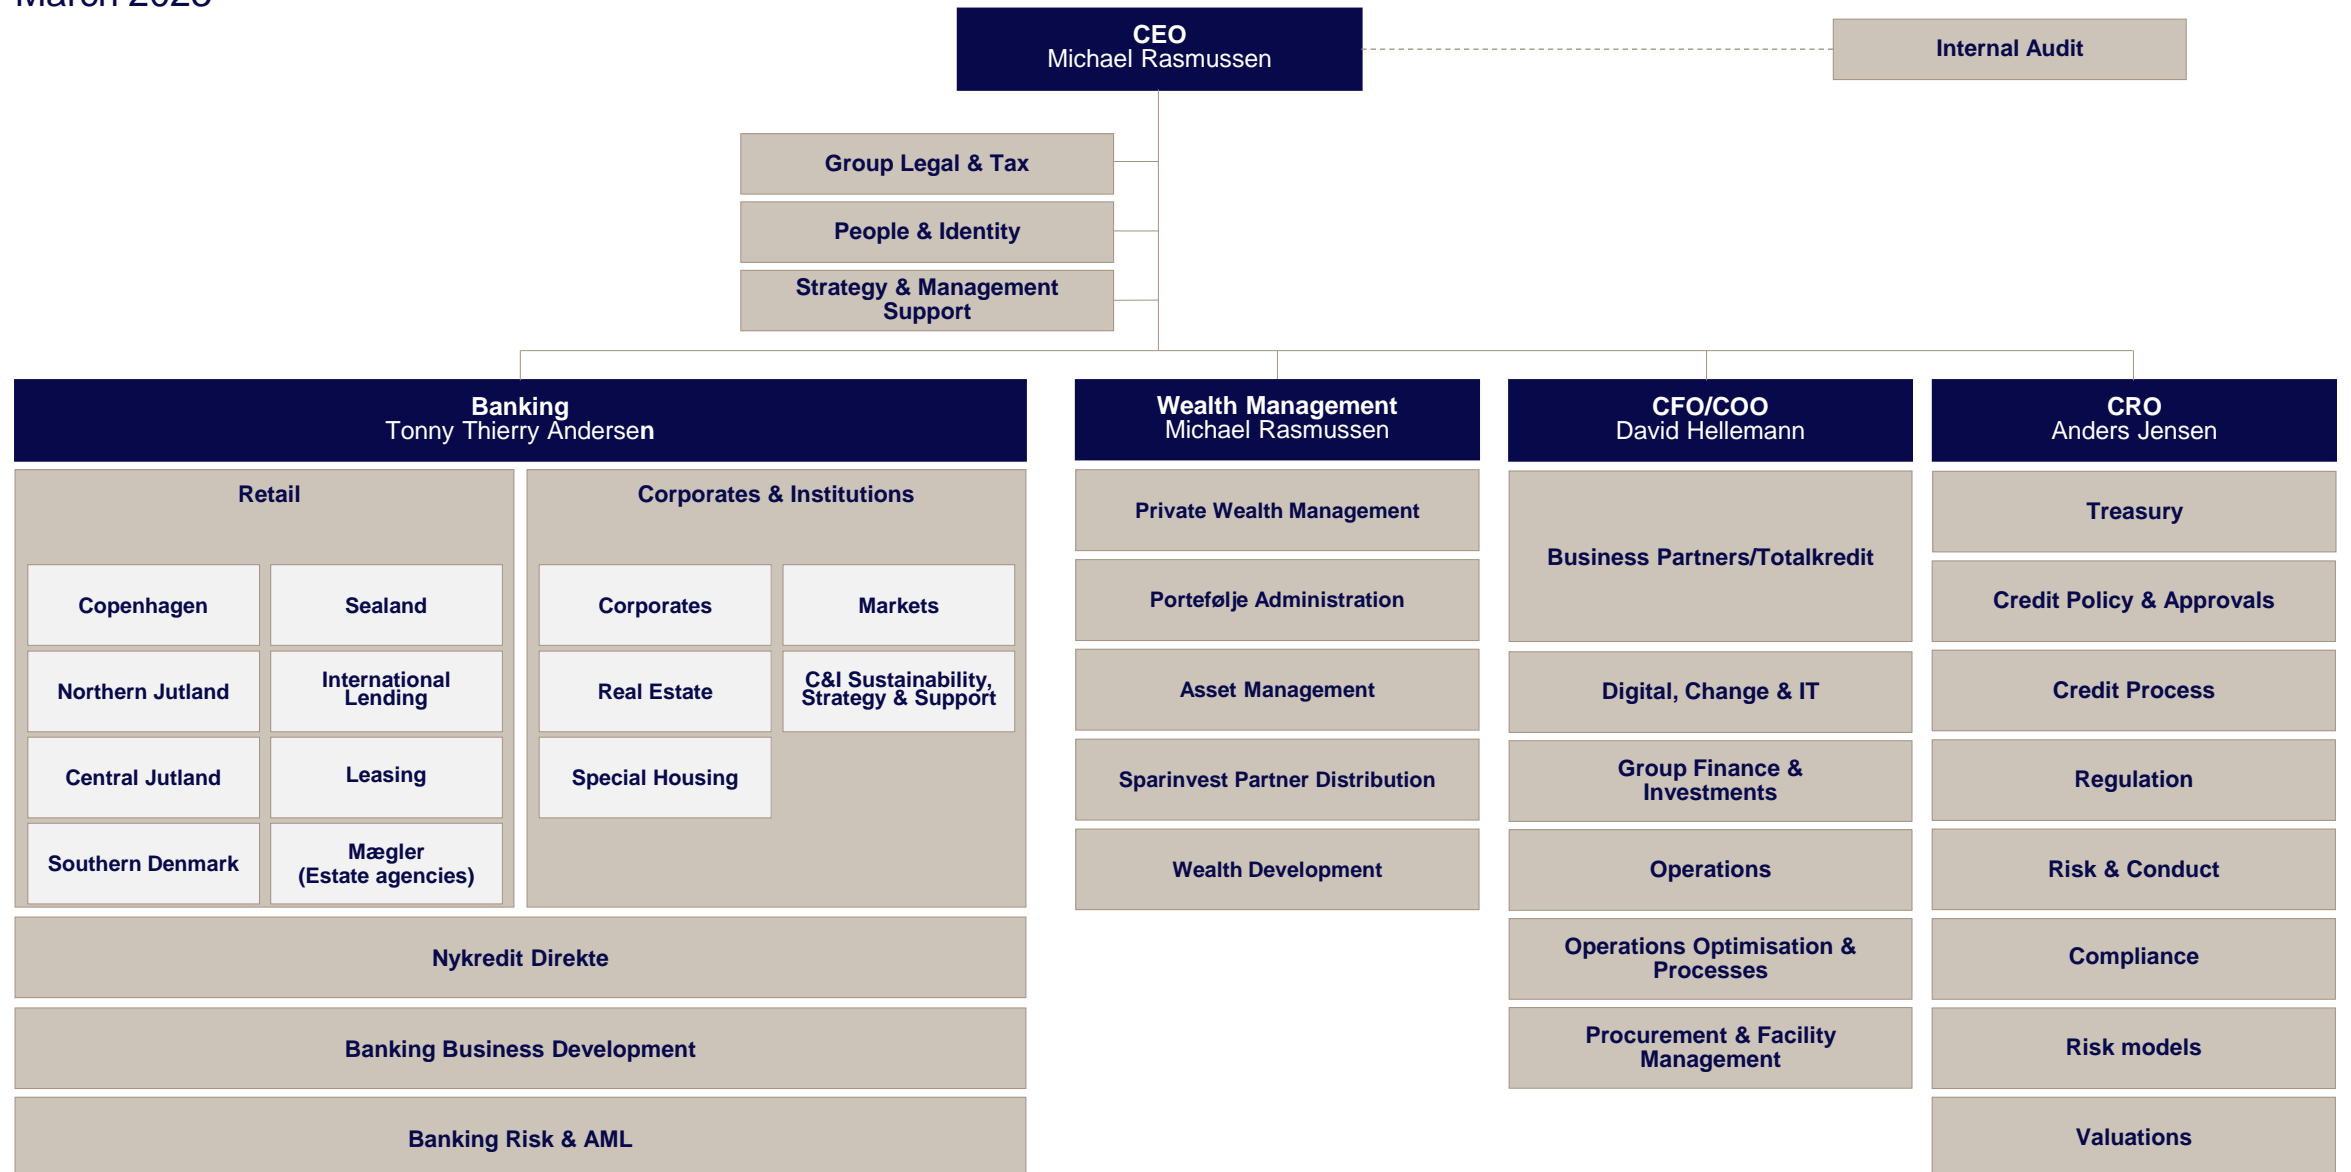 March
CEO
Michael Rasmussen
Internal Audit
Group Legal & Tax
People & Identity
Strategy & Management
Support
Banking
Tonny Thierry Andersen
Retail
Copenhagen
Sealand
Northern Jutland
International
Lending
Central Jutland
Leasing
Southern Denmark
Mægler
(Estate agencies)
Corporates & Institutions
Corporates
Markets
Real Estate
C&I Sustainability,
Strategy & Support
Special Housing
Nykredit Direkte
Banking Business Development
Banking Risk & AML
Wealth Management
Michael Rasmussen
Private Wealth Management
Portefølje Administration
Asset Management
Sparinvest Partner Distribution
Wealth Development
CFO/COO
David Hellemann
Business Partners/Totalkredit
Digital, Change & IT
Group Finance &
Investments
Operations
Operations Optimisation &
Processes
Procurement & Facility
Management
CRO
Anders Jensen
Treasury
Credit Policy & Approvals
Credit Process
Regulation
Risk & Conduct
Compliance
Risk models
Valuations